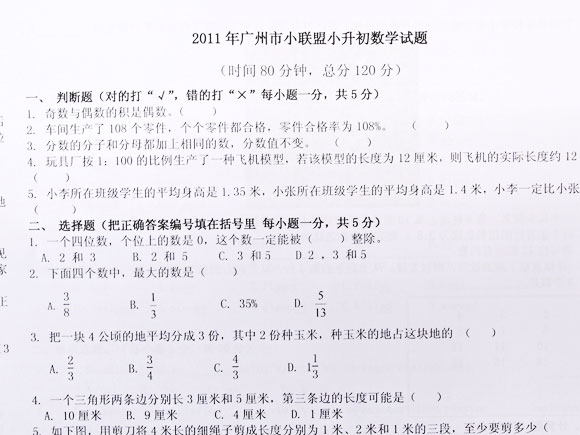 2011 年广州市小联盟小升初数学试题
（时间 80 分钟，总分 120 分）
一、 判断题（对的打“√”，错的打“×”每小题一分，共 5 分）
1. 奇数与偶数的积是偶数。（ ）
2. 车间生产了 108 个零件，个个零件都合格，零件合格率为 108%。 （ ）
3. 分数的分子和分母都加上相同的数，分数值不变。 （ ）
4. 玩具厂按 1：100 的比例生产了一种飞机模型，若该模型的长度为 12 厘米，则飞机的实际长度约 12
（ ）
5. 小李所在班级学生的平均身高是 1.35 米，小张所在班级学生的平均身高是 1.4 米，小李一定比小张
（ ）
二、 选择题（把正确答案编号填在括号里 每小题一分，共 5 分）
1. 一个四位数，个位上的数是 0，这个数一定能被（ ）整除。
A. 2 和 3 B. 2 和 5 C. 3 和 5 D 2 ，3 和 5
2. 下面四个数中，最大的数是（ ）
A. 3/8 B. 1/3 C. 35% D. 5/13
3. 把一块 4 公顷的地平均分成 3 份，其中 2 份种玉米，种玉米的地占这块地的 （ ）
A. 2/3 B. 3/4 C. 4/3 D. 1 1/3
4. 一个三角形两条边分别长 3 厘米和 5 厘米，第三条边的长度可能是（ ）
A. 10 厘米 B. 9 厘米 C. 4 厘米 D. 1 厘米
5. 如下图，用剪刀将 4 米长的细绳子剪成长度分别为 1 米、2 米和 1 米的三段，至少要剪多少（